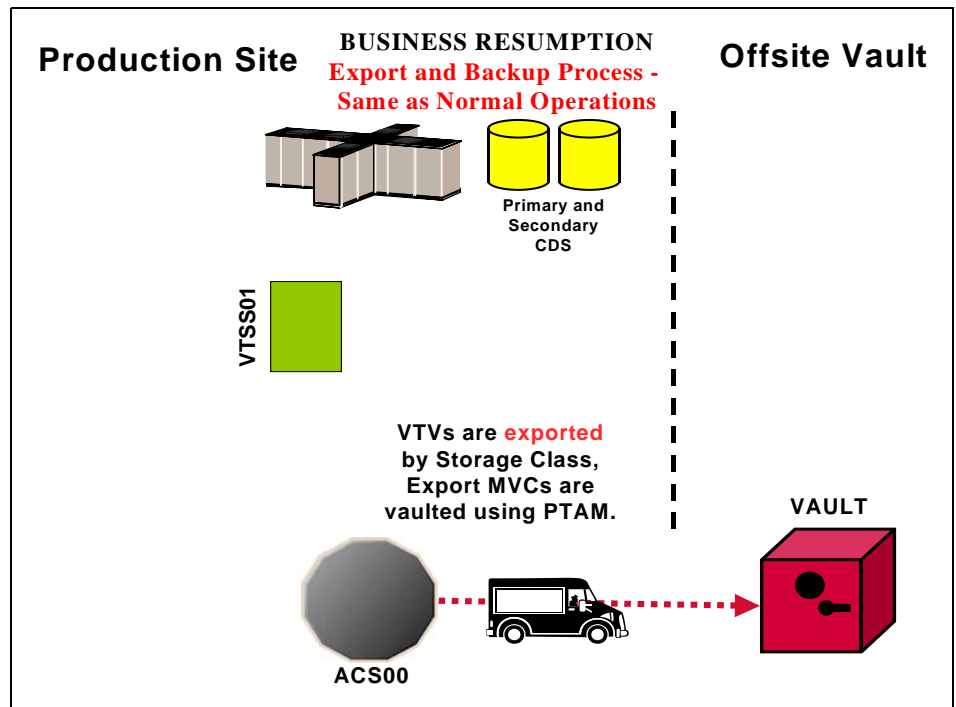 Production Site
BUSINESS RESUMPTION
Export and Backup Process -
Same as Normal Operations
Offsite Vault
Primary and
Secondary
CDS
VTSS01
VTVs are exported
by Storage Class,
Export MVCs are
vaulted using PTAM.
VAULT
ACS00